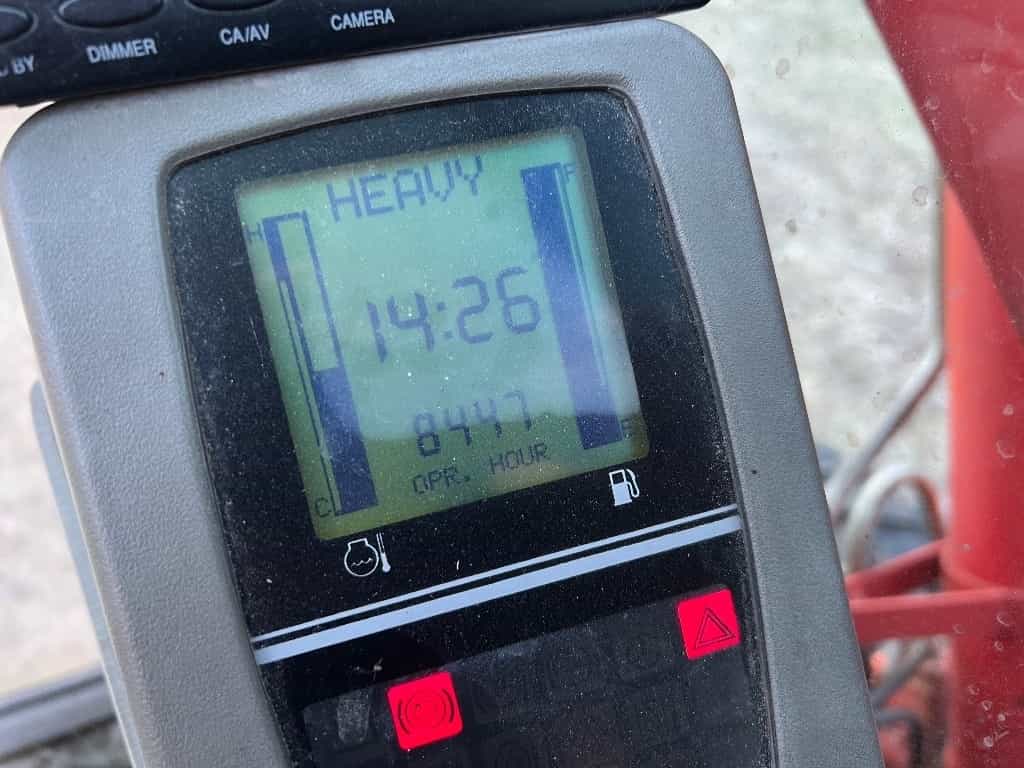 BY
DIMMER
CA/AV
CAMERA
HEAVY
H
F
14:26
8447
OPR. HOUR
C
E